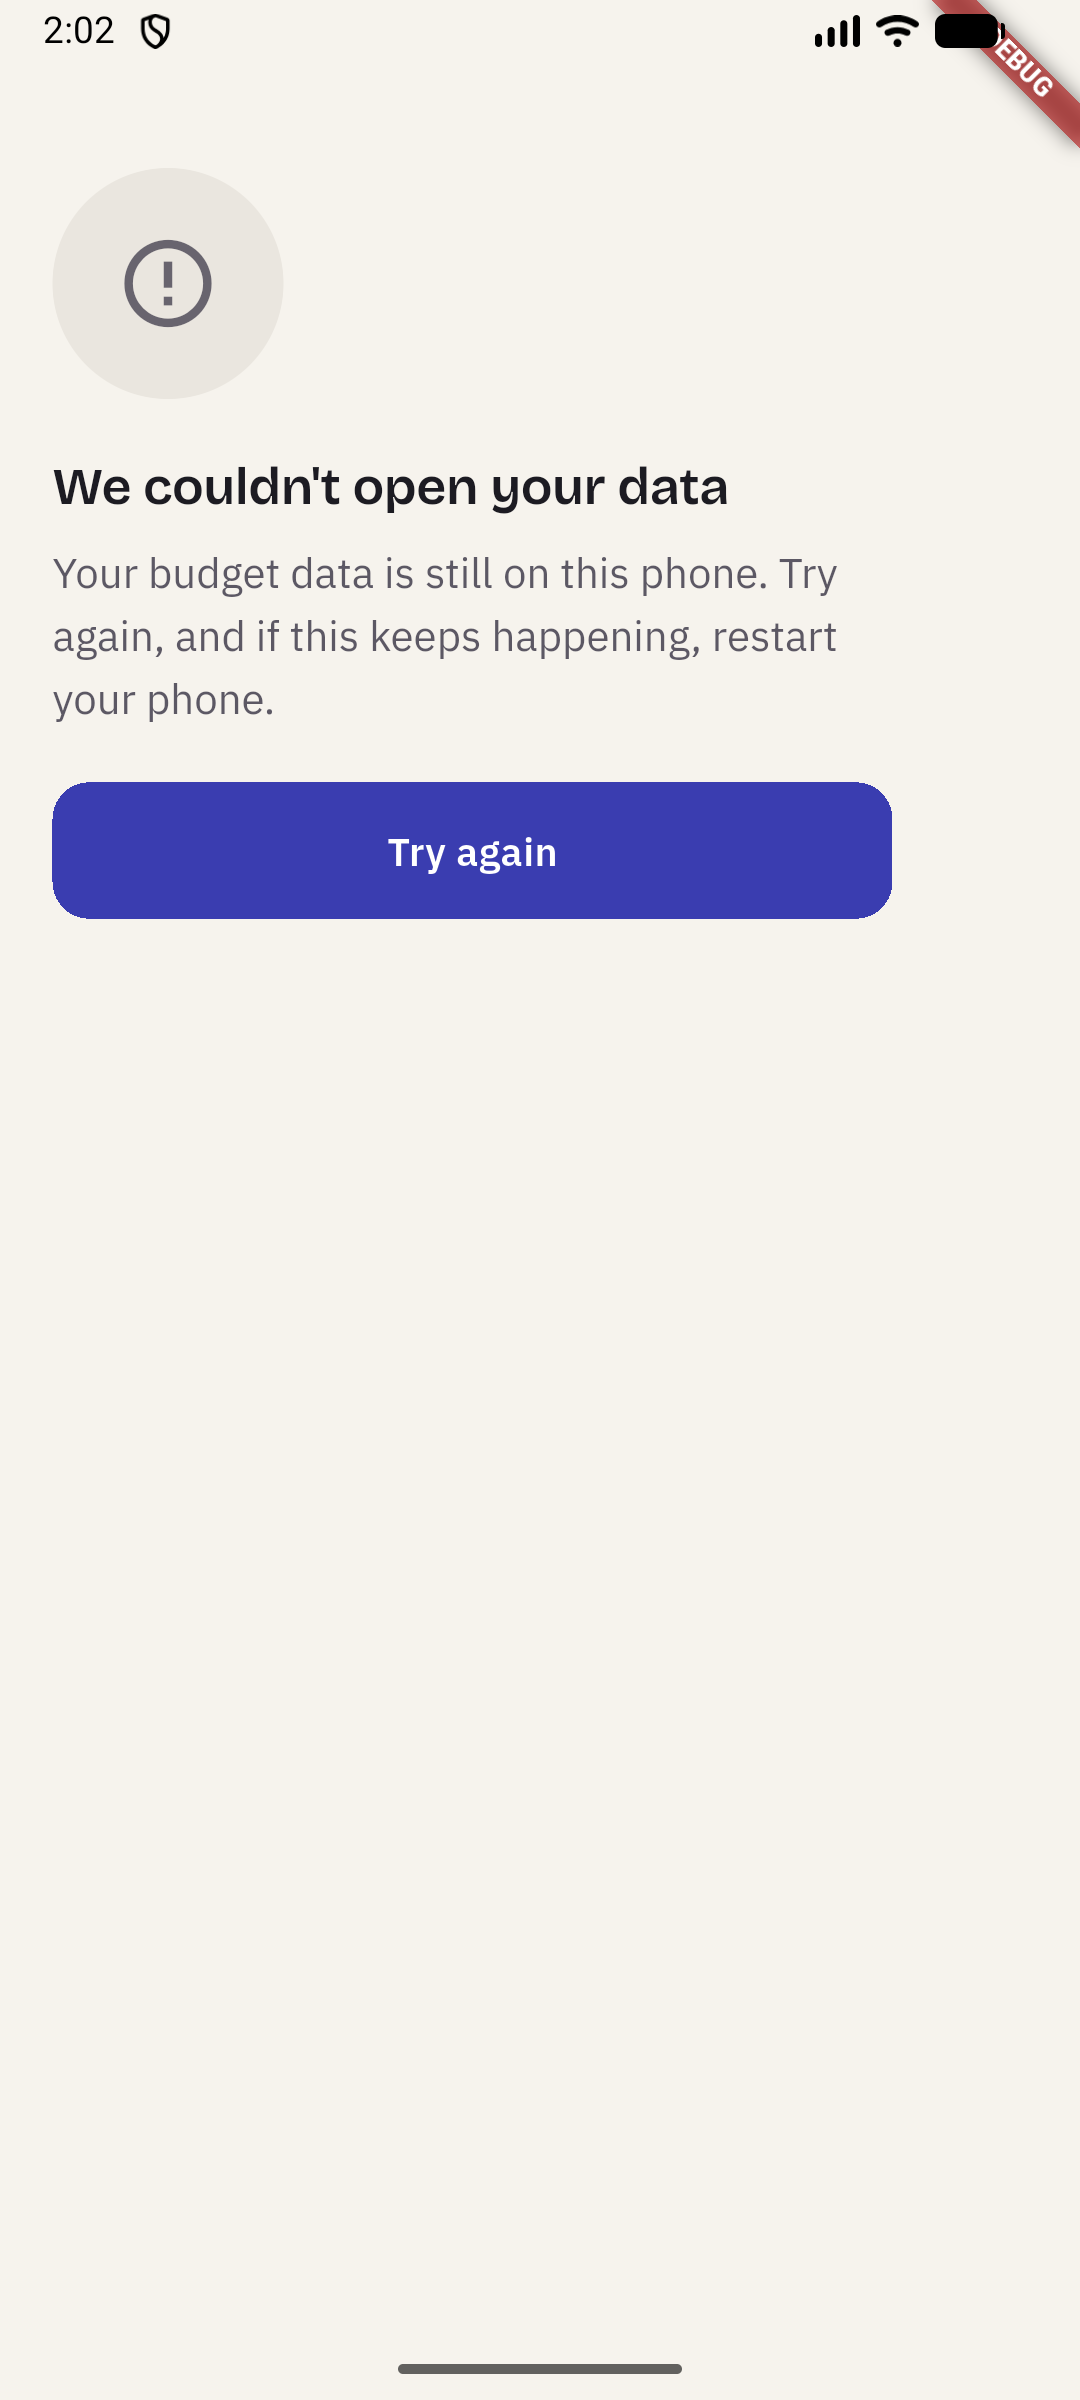 2:02
EBUG
We couldn't open your data
Your budget data is still on this phone. Try
again, and if this keeps happening, restart
your phone.
Try again